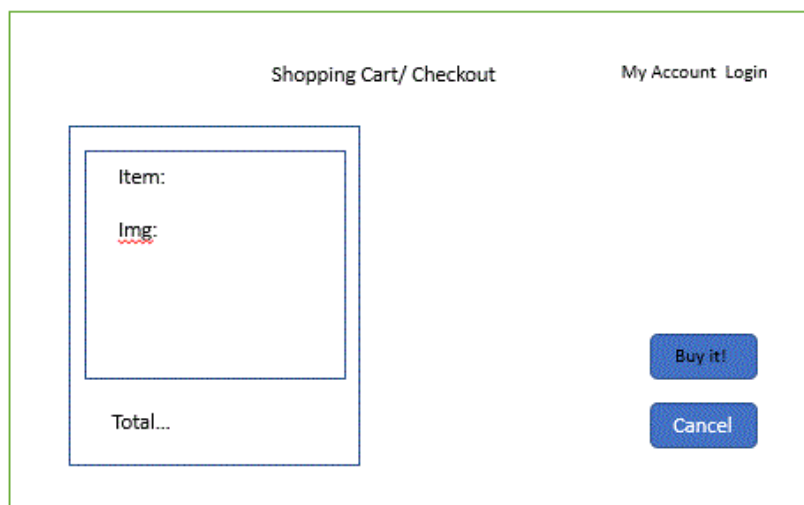 Shopping Cart/ Checkout
My Account  Login
Item:
Img:
Total...
Buy it!
Cancel